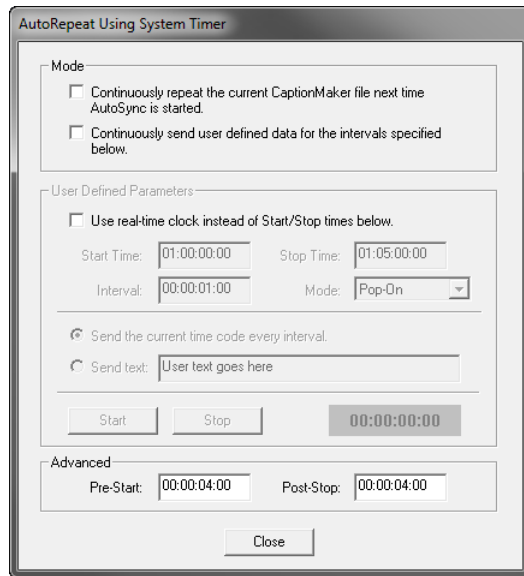 AutoRepeat Using System Timer
Mode
Continuously repeat the current CaptionMaker file next time
AutoSync is started.
Continuously send user defined data for the intervals specified
below.
User Defined Parameters
Use real-time clock instead of Start/Stop times below.
Start Time: 01:00:00:00 Stop Time: 01:05:00:00
Interval: 00:00:01:00 Mode: Pop-On
Send the current time code every interval.
Send text: User text goes here
Start Stop 00:00:00:00
Advanced
Pre-Start: 00:00:04:00 Post-Stop: 00:00:04:00
Close